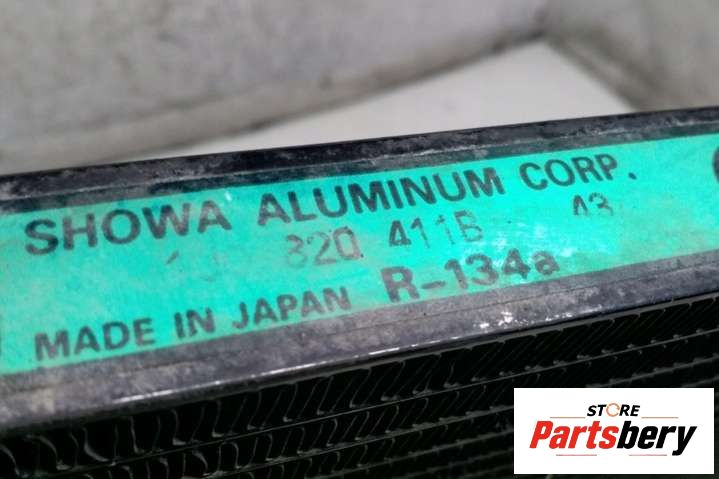 SHOWA ALUMINUM CORP.
820 411B 43
MADE IN JAPAN R-134a
STORE
Partsbery